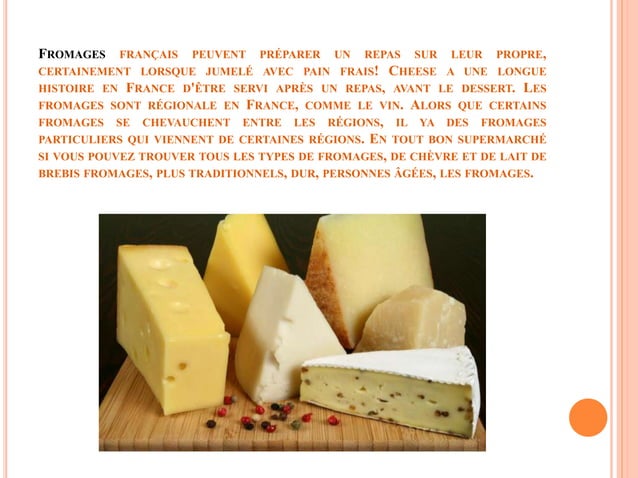 FROMAGES FRANÇAIS PEUVENT PRÉPARER UN REPAS SUR LEUR PROPRE,
CERTAINEMENT LORSQUE JUMELÉ AVEC PAIN FRAIS! CHEESE A UNE LONGUE
HISTOIRE EN FRANCE D'ÊTRE SERVI APRÈS UN REPAS, AVANT LE DESSERT. LES
FROMAGES SONT RÉGIONALE EN FRANCE, COMME LE VIN. ALORS QUE CERTAINS
FROMAGES SE CHEVAUCHENT ENTRE LES RÉGIONS, IL YA DES FROMAGES
PARTICULIERS QUI VIENNENT DE CERTAINES RÉGIONS. EN TOUT BON SUPERMARCHÉ
SI VOUS POUVEZ TROUVER TOUS LES TYPES DE FROMAGES, DE CHÈVRE ET DE LAIT DE
BREBIS FROMAGES, PLUS TRADITIONNELS, DUR, PERSONNES ÂGÉES, LES FROMAGES.